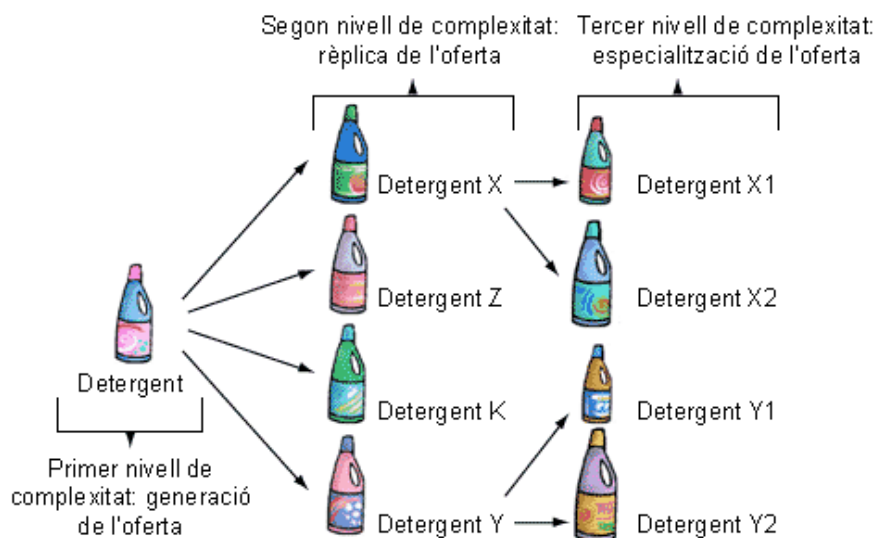 Segon nivell de complexitat:
rèplica de l'oferta
Tercer nivell de complexitat:
especialització de l'oferta
Detergent X
Detergent X1
Detergent Z
Detergent X2
Detergent
Detergent K
Detergent Y1
Primer nivell de
complexitat: generació
de l'oferta
Detergent Y
Detergent Y2